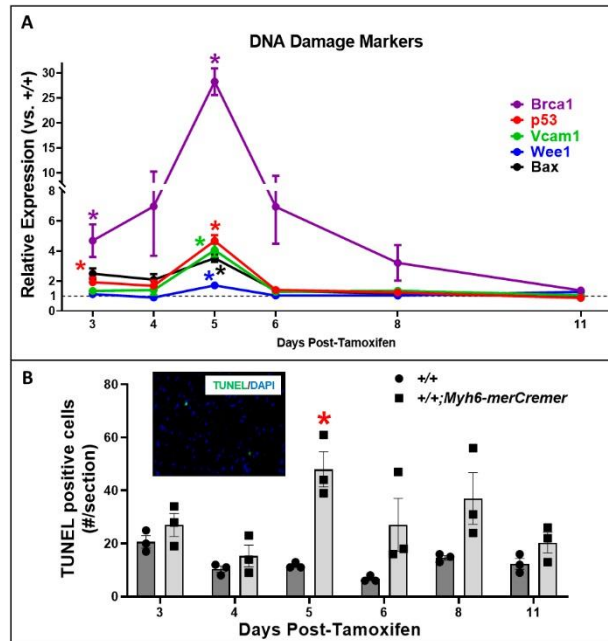 A
DNA Damage Markers
Relative Expression (vs. +/+)
30
25
20
15
10
8
6
4
2
1
0
*
*
*
*
*
*
*
Brca1
p53
Vcam1
Wee1
Bax
3 4 5 6 8 11
Days Post-Tamoxifen
B
TUNEL positive cells
(#/section)
80
60
40
20
0
TUNEL/DAPI
*
+/+
+/+;Myh6-merCremer
3 4 5 6 8 11
Days Post-Tamoxifen